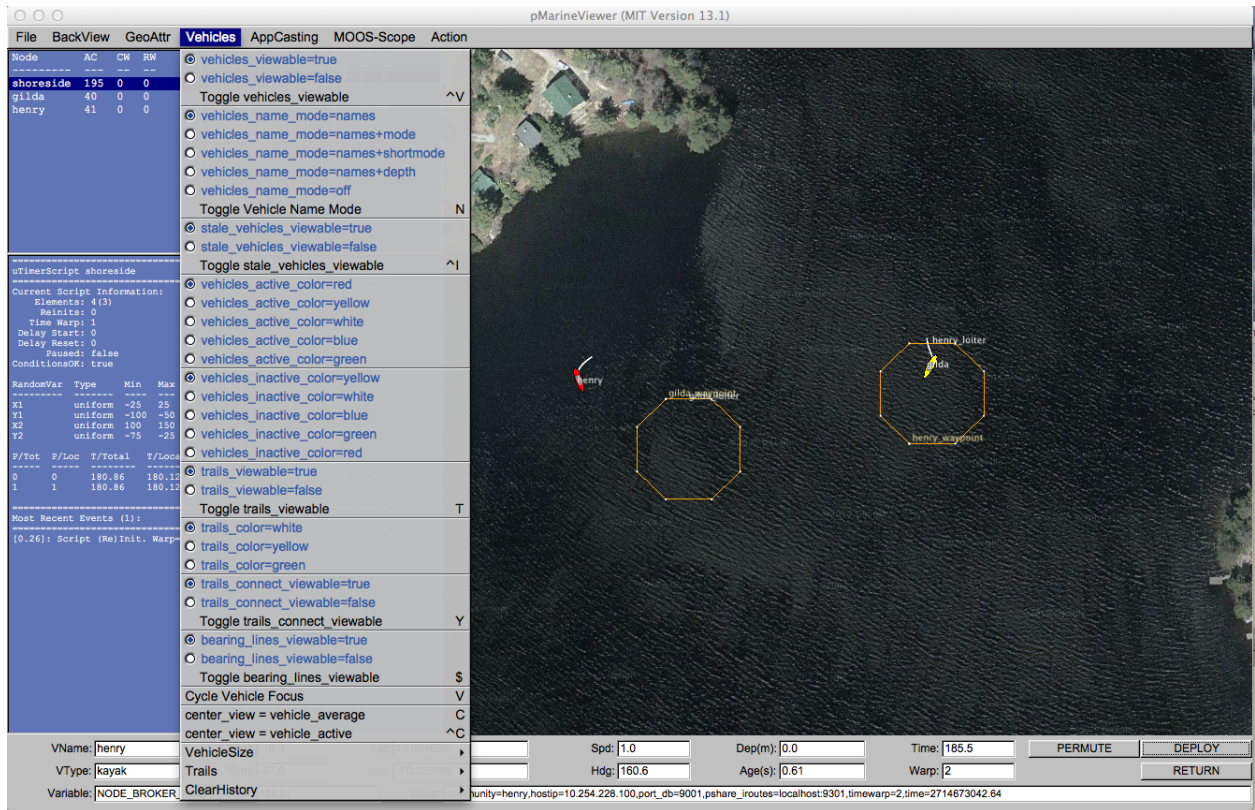 pMarineViewer (MIT Version 13.1)
File BackView GeoAttr Vehicles AppCasting MOOS-Scope Action
Node AC CW RW
--------- --- -- --
shoreside 195 0 0
gilda 40 0 0
henry 41 0 0
uTimerScript shoreside
Current Script Information:
Elements: 4(3)
Reinits: 0
Time Warp: 1
Delay Start: 0
Delay Reset: 0
Paused: false
ConditionsOK: true
RandomVar Type Min Max
X1 uniform -25 25
Y1 uniform -100 -50
X2 uniform 100 150
Y2 uniform -75 -25
P/Tot P/Loc T/Total T/Loca
0 0 180.86 180.12
1 1 180.86 180.12
Most Recent Events (1):
[0.26]: Script (Re)Init. Warp=
vehicles_viewable=true
vehicles_viewable=false
Toggle vehicles_viewable ^V
vehicles_name_mode=names
vehicles_name_mode=names+mode
vehicles_name_mode=names+shortmode
vehicles_name_mode=names+depth
vehicles_name_mode=off
Toggle Vehicle Name Mode N
stale_vehicles_viewable=true
stale_vehicles_viewable=false
Toggle stale_vehicles_viewable ^I
vehicles_active_color=red
vehicles_active_color=yellow
vehicles_active_color=white
vehicles_active_color=blue
vehicles_active_color=green
vehicles_inactive_color=yellow
vehicles_inactive_color=white
vehicles_inactive_color=blue
vehicles_inactive_color=green
vehicles_inactive_color=red
trails_viewable=true
trails_viewable=false
Toggle trails_viewable T
trails_color=white
trails_color=yellow
trails_color=green
trails_connect_viewable=true
trails_connect_viewable=false
Toggle trails_connect_viewable Y
bearing_lines_viewable=true
bearing_lines_viewable=false
Toggle bearing_lines_viewable $
Cycle Vehicle Focus V
center_view = vehicle_average C
center_view = vehicle_active ^C
VehicleSize
Trails
ClearHistory
henry_loiter
gilda
henry
gilda_waypoint
henry_waypoint
VName: henry Spd: 1.0 Dep(m): 0.0 Time: 185.5 PERMUTE DEPLOY
VType: kayak Hdg: 160.6 Age(s): 0.61 Warp: 2 RETURN
Variable: NODE_BROKER_ munity=henry,hostip=10.254.228.100,port_db=9001,pshare_iroutes=localhost:9301,timewarp=2,time=2714673042.64